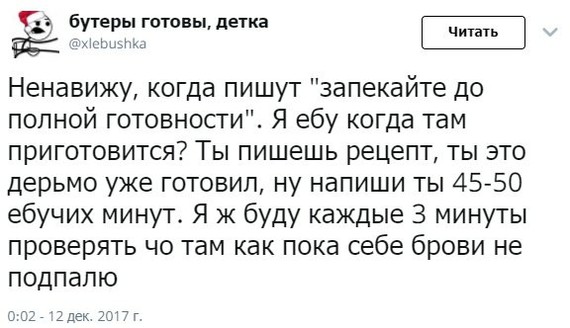 бутеры готовы, детка
@xlebushka
Читать
Ненавижу, когда пишут "запекайте до
полной готовности". Я ебу когда там
приготовится? Ты пишешь рецепт, ты это
дерьмо уже готовил, ну напиши ты 45-50
ебучих минут. Я ж буду каждые 3 минуты
проверять чо там как пока себе брови не
подпалю
0:02 - 12 дек. 2017 г.